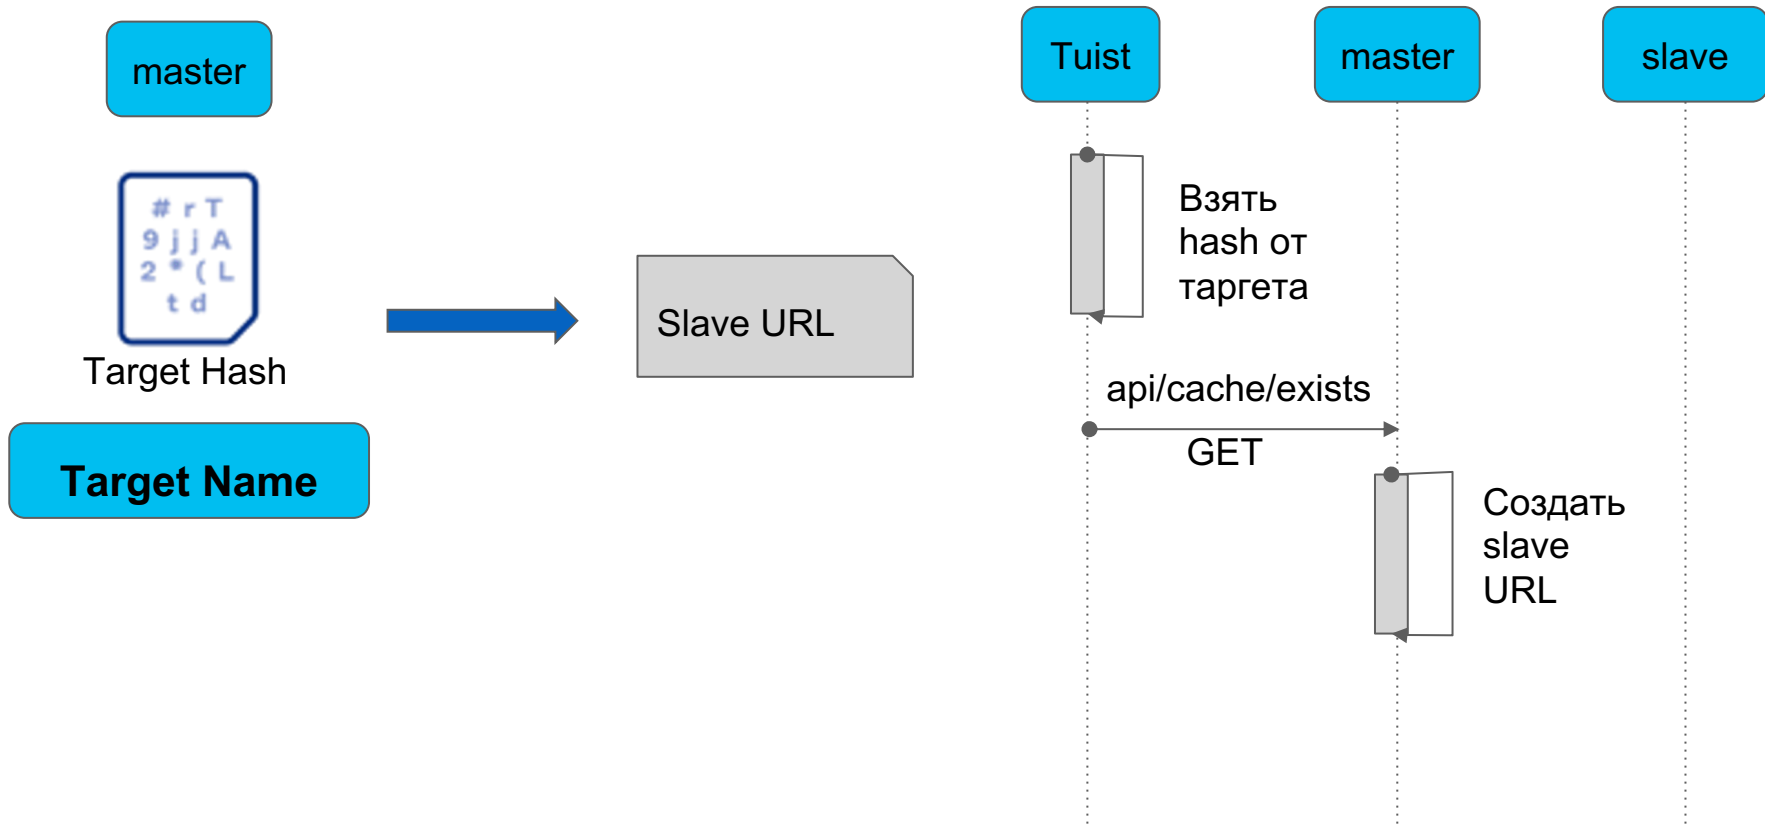 master
# r T
9 j j A
2 * ( L
t d
Target Hash
Target Name
Slave URL
Tuist
master
slave
Взять
hash от
таргета
api/cache/exists
GET
Создать
slave
URL